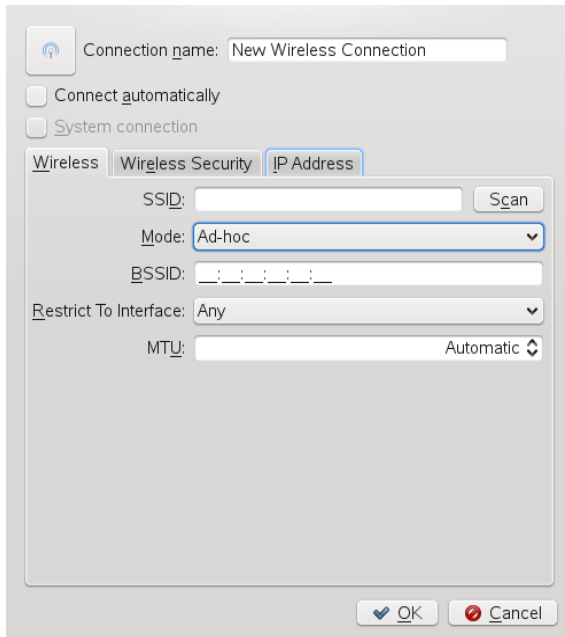 Connection name: New Wireless Connection
Connect automatically
System connection
Wireless Wireless Security IP Address
SSID: Scan
Mode: Ad-hoc
BSSID: __:__:__:__:__:__
Restrict To Interface: Any
MTU: Automatic
OK Cancel